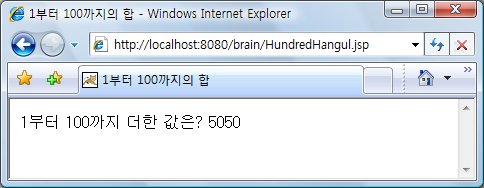 1부터 100까지의 합 - Windows Internet Explorer
http://localhost:8080/brain/HundredHangul.jsp
1부터 100까지의 합
1부터 100까지 더한 값은? 5050